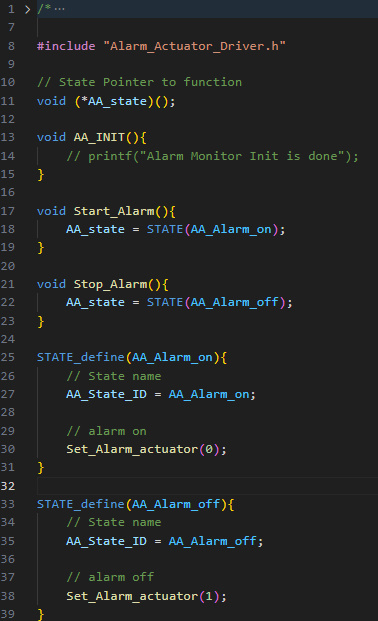 1 > /*···
7
8 #include "Alarm_Actuator_Driver.h"
9
10 // State Pointer to function
11 void (*AA_state)();
12
13 void AA_INIT(){
14     // printf("Alarm Monitor Init is done");
15 }
16
17 void Start_Alarm(){
18     AA_state = STATE(AA_Alarm_on);
19 }
20
21 void Stop_Alarm(){
22     AA_state = STATE(AA_Alarm_off);
23 }
24
25 STATE_define(AA_Alarm_on){
26     // State name
27     AA_State_ID = AA_Alarm_on;
28
29     // alarm on
30     Set_Alarm_actuator(0);
31 }
32
33 STATE_define(AA_Alarm_off){
34     // State name
35     AA_State_ID = AA_Alarm_off;
36
37     // alarm off
38     Set_Alarm_actuator(1);
39 }